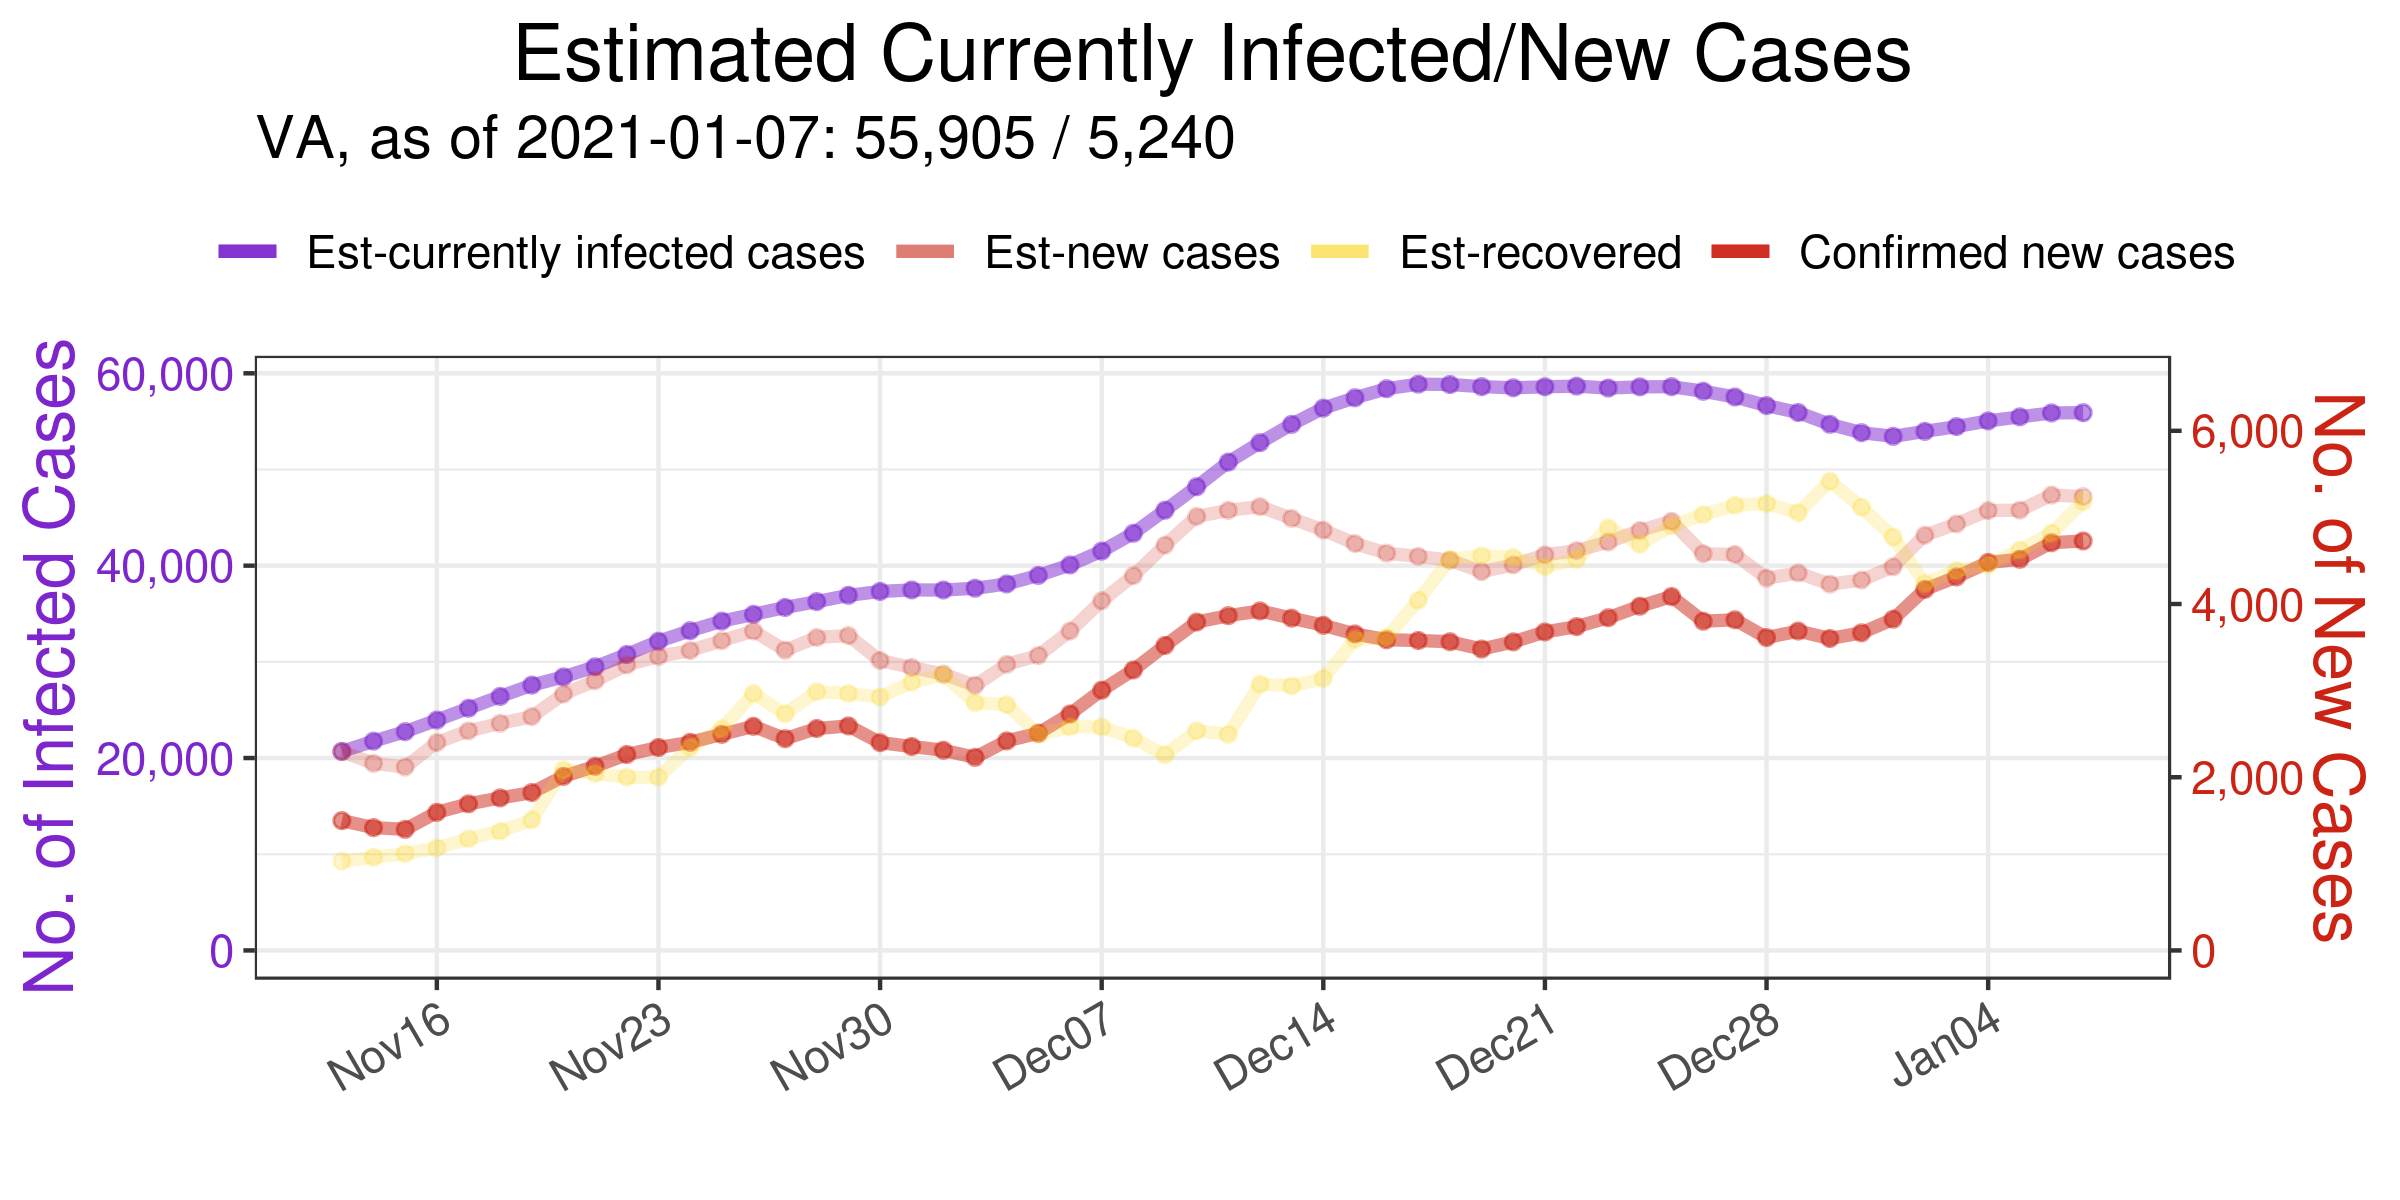 Estimated Currently Infected/New Cases
VA, as of 2021-01-07: 55,905 / 5,240
Est-currently infected cases Est-new cases Est-recovered Confirmed new cases
No. of Infected Cases
60,000
40,000
20,000
0
6,000
4,000
2,000
0
No. of New Cases
Nov16 Nov23 Nov30 Dec07 Dec14 Dec21 Dec28 Jan04